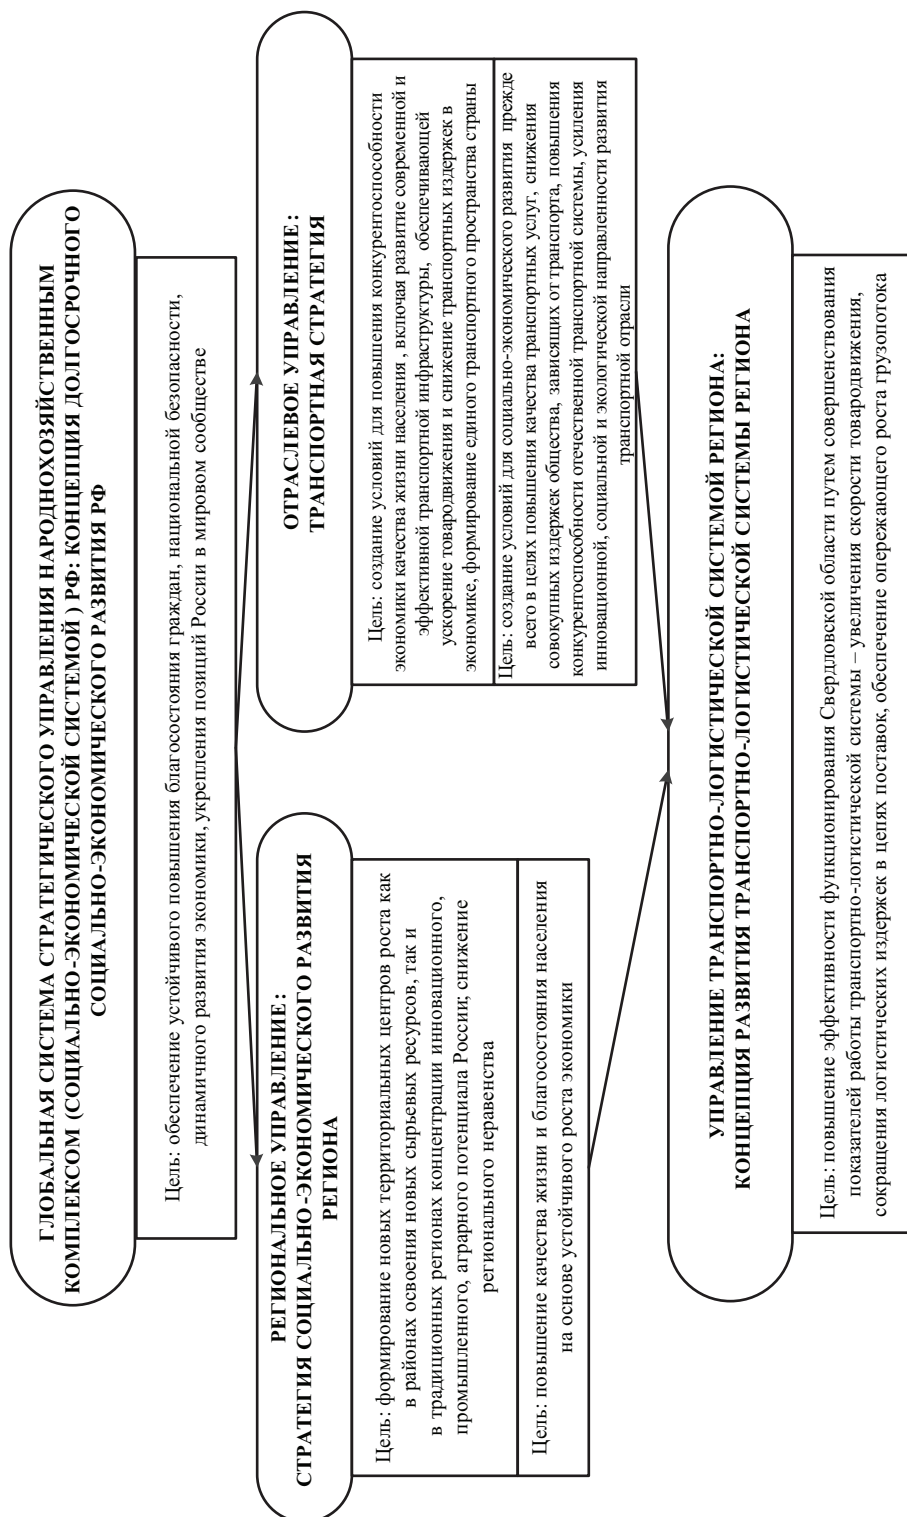 ГЛОБАЛЬНАЯ СИСТЕМА СТРАТЕГИЧЕСКОГО УПРАВЛЕНИЯ НАРОДНОХОЗЯЙСТВЕННЫМ
КОМПЛЕКСОМ (СОЦИАЛЬНО-ЭКОНОМИЧЕСКОЙ СИСТЕМОЙ ) РФ: КОНЦЕПЦИЯ ДОЛГОСРОЧНОГО
СОЦИАЛЬНО-ЭКОНОМИЧЕСКОГО РАЗВИТИЯ РФ
Цель: обеспечение устойчивого повышения благосостояния граждан, национальной безопасности,
динамичного развития экономики, укрепления позиций России в мировом сообществе
РЕГИОНАЛЬНОЕ УПРАВЛЕНИЕ :
СТРАТЕГИЯ СОЦИАЛЬНО-ЭКОНОМИЧЕСКОГО РАЗВИТИЯ
РЕГИОНА
Цель: формирование новых территориальных центров роста как
в районах освоения новых сырьевых ресурсов, так и
в традиционных регионах концентрации инновационного,
промышленного, аграрного потенциала России; снижение
регионального неравенства
Цель: повышение качества жизни и благосостояния населения
на основе устойчивого роста экономики
ОТРАСЛЕВОЕ УПРАВЛЕНИЕ :
ТРАНСПОРТНАЯ СТРАТЕГИЯ
Цель: создание условий для повышения конкурентоспособности
экономики качества жизни населения , включая развитие современной и
эффективной транспортной инфраструктуры, обеспечивающей
ускорение товародвижения и снижение транспортных издержек в
экономике, формирование единого транспортного пространства страны
Цель: создание условий для социально-экономического развития прежде
всего в целях повышения качества транспортных услуг, снижения
совокупных издержек общества, зависящих от транспорта, повышения
конкурентоспособности отечественной транспортной системы, усиления
инновационной, социальной и экологической направленности развития
транспортной отрасли
УПРАВЛЕНИЕ ТРАНСПОРТНО-ЛОГИСТИЧЕСКОЙ СИСТЕМОЙ РЕГИОНА:
КОНЦЕПЦИЯ РАЗВИТИЯ ТРАНСПОРТНО-ЛОГИСТИЧЕСКОЙ СИСТЕМЫ РЕГИОНА
Цель: повышение эффективности функционирования Свердловской области путем совершенствования
показателей работы транспортно-логистической системы – увеличения скорости товародвижения,
сокращения логистических издержек в цепях поставок, обеспечение опережающего роста грузопотока